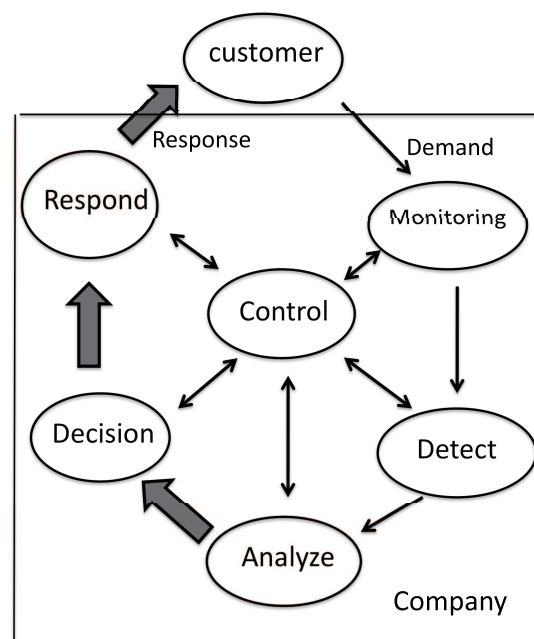 customer
Response
Demand
Respond
Monitoring
Control
Decision
Detect
Analyze
Company